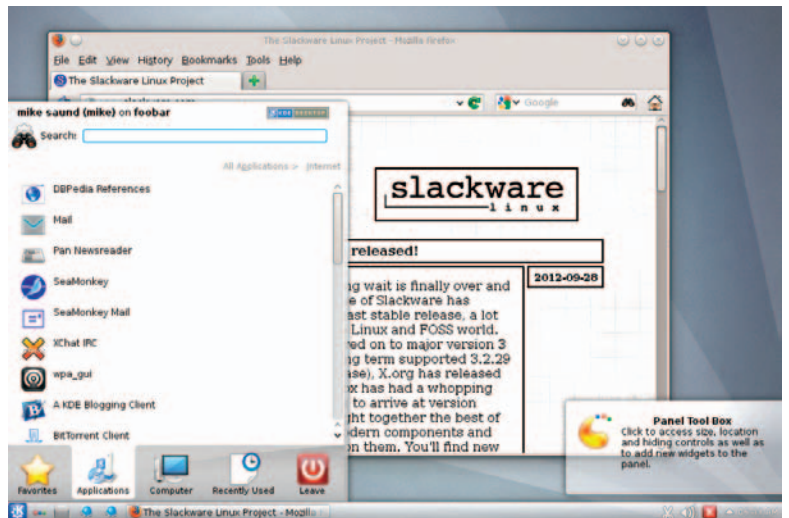 The Slackware Linux Project - Mozilla Firefox
File Edit View History Bookmarks Tools Help
The Slackware Linux Project
Google
mike saund (mike) on foobar
Search:
All Applications > Internet
DBPedia References
Mail
Pan Newsreader
SeaMonkey
SeaMonkey Mail
XChat IRC
wpa_gui
A KDE Blogging Client
BitTorrent Client
Favorites Applications Computer Recently Used Leave
slackware
linux
released!
2012-09-28
ng wait is finally over and
e of Slackware has
ast stable release, a lot
Linux and FOSS world.
ved on to major version 3
ng term supported 3.2.29
ase), X.org has released
ox has had a whopping
to arrive at version
ght together the best of
dern components and
on them. You'll find new
Panel Tool Box
Click to access size, location
and hiding controls as well as
to add new widgets to the
panel.
The Slackware Linux Project - Mozilla